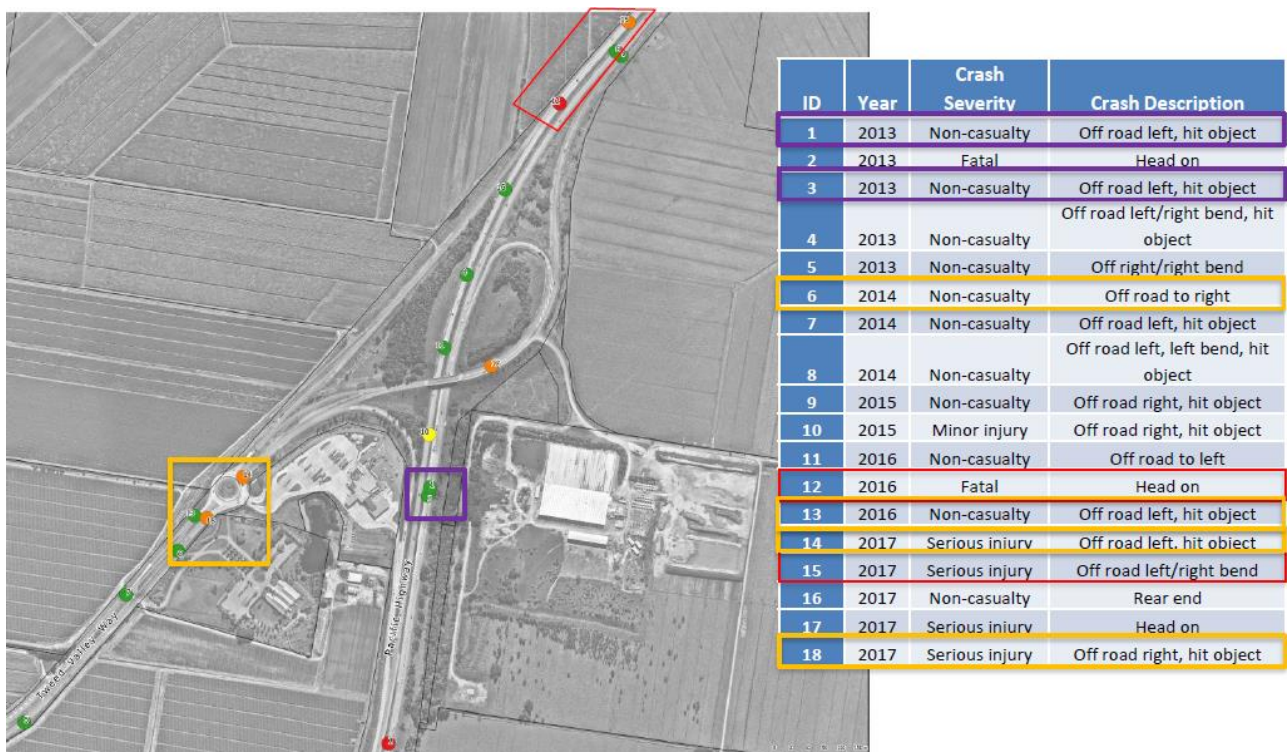 Tweed Valley Way
Pacific Highway
10
15
Crash
ID Year Severity Crash Description
1 2013 Non-casualty Off road left, hit object
2 2013 Fatal Head on
3 2013 Non-casualty Off road left, hit object
Off road left/right bend, hit
4 2013 Non-casualty object
5 2013 Non-casualty Off right/right bend
6 2014 Non-casualty Off road to right
7 2014 Non-casualty Off road left, hit object
Off road left, left bend, hit
8 2014 Non-casualty object
9 2015 Non-casualty Off road right, hit object
10 2015 Minor injury Off road right, hit object
11 2016 Non-casualty Off road to left
12 2016 Fatal Head on
13 2016 Non-casualty Off road left, hit object
14 2017 Serious injury Off road left, hit object
15 2017 Serious injury Off road left/right bend
16 2017 Non-casualty Rear end
17 2017 Serious injury Head on
18 2017 Serious injury Off road right, hit object